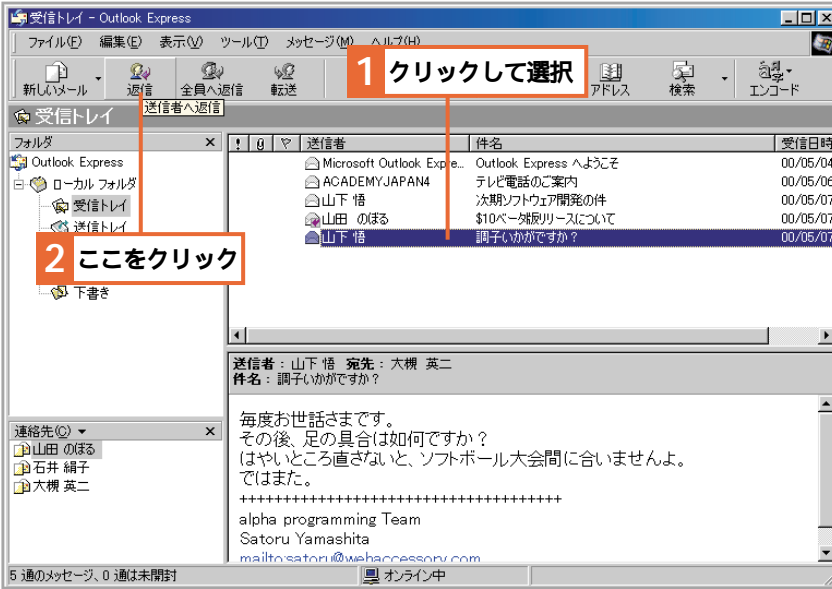 受信トレイ - Outlook Express
ファイル(F) 編集(E) 表示(V) ツール(T) メッセージ(M) ヘルプ(H)
1 クリックして選択
新しいメール 返信 全員へ返信 転送 アドレス 検索 エンコード
送信者へ返信
受信トレイ
フォルダ ×
! 送信者 件名 受信日時
Outlook Express
Microsoft Outlook Expre... Outlook Express へようこそ 00/05/04
ローカル フォルダ
ACADEMYJAPAN4 テレビ電話のご案内 00/05/06
受信トレイ
山下 悟 次期ソフトウェア開発の件 00/05/07
送信トレイ
山田 のぼる $10ベータ版リリースについて 00/05/07
山下 悟 調子いかがですか？ 00/05/07
2 ここをクリック
下書き
送信者：山下 悟 宛先：大槻 英二
件名：調子いかがですか？
毎度お世話さまです。
その後、足の具合は如何ですか？
はやいところ直さないと、ソフトボール大会間に合いませんよ。
ではまた。
++++++++++++++++++++++++++++++++++++
alpha programming Team
Satoru Yamashita
mailto:satoru@webaccessory.com
連絡先(C) ×
山田 のぼる
石井 絹子
大槻 英二
5 通のメッセージ、0 通は未開封 オンライン中